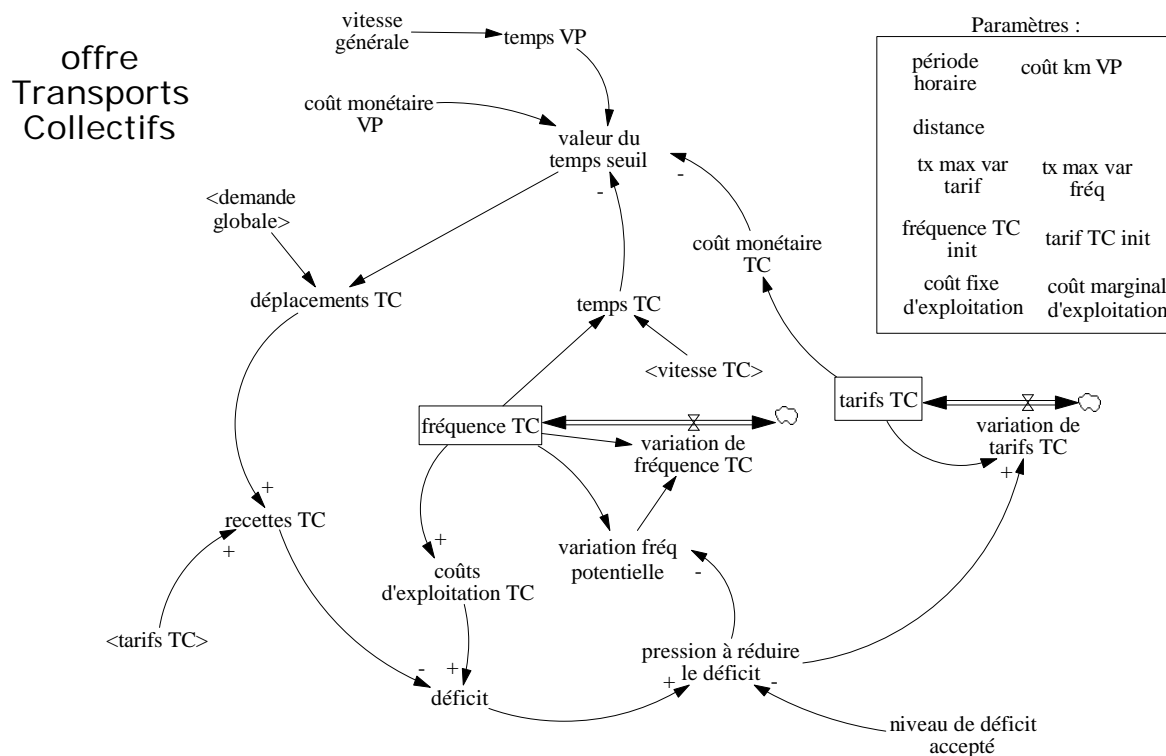 offre
Transports
Collectifs
vitesse
générale
temps VP
coût monétaire
VP
valeur du
temps seuil
-
-
<demande
globale>
déplacements TC
coût monétaire
TC
temps TC
<vitesse TC>
fréquence TC
variation de
fréquence TC
tarifs TC
variation de
tarifs TC
+
+
recettes TC
+
+
coûts
d'exploitation TC
variation fréq
potentielle
-
<tarifs TC>
-
+
déficit
pression à réduire
le déficit
+
-
niveau de déficit
accepté
Paramètres :
période
horaire
coût km VP
distance
tx max var
tarif
tx max var
fréq
fréquence TC
init
tarif TC init
coût fixe
d'exploitation
coût marginal
d'exploitation